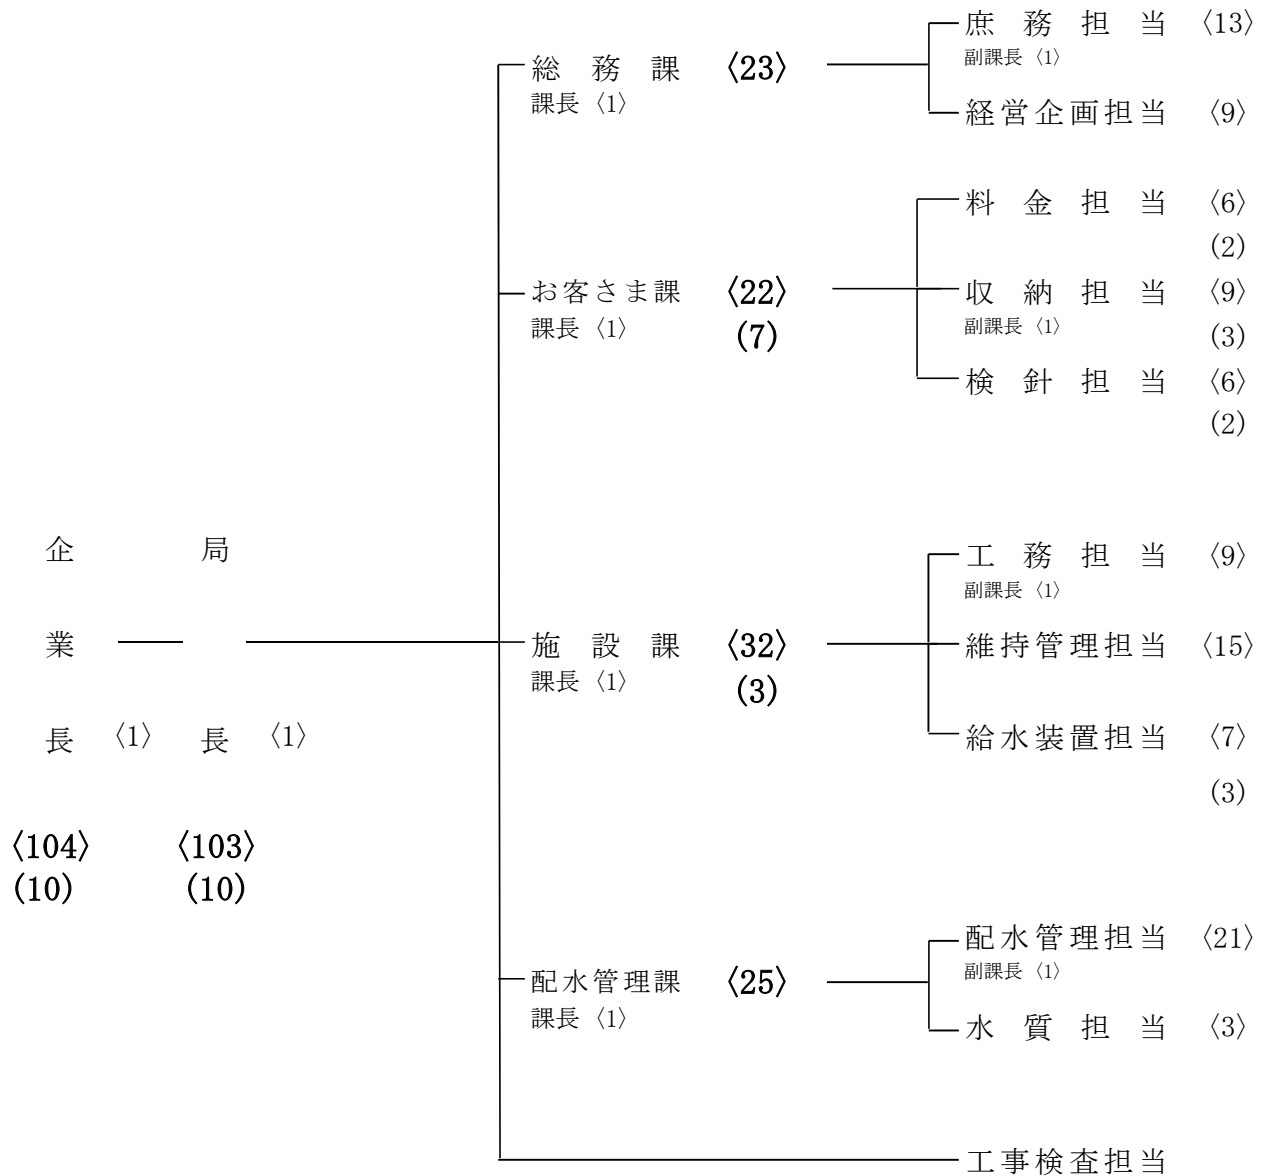 企業長 〈1〉
〈104〉
(10)
局長 〈1〉
〈103〉
(10)
総務課 〈23〉
課長〈1〉
庶務担当 〈13〉
副課長〈1〉
経営企画担当 〈9〉
お客さま課 〈22〉
課長〈1〉 (7)
料金担当 〈6〉
(2)
収納担当 〈9〉
副課長〈1〉 (3)
検針担当 〈6〉
(2)
施設課 〈32〉
課長〈1〉 (3)
工務担当 〈9〉
副課長〈1〉
維持管理担当 〈15〉
給水装置担当 〈7〉
(3)
配水管理課 〈25〉
課長〈1〉
配水管理担当 〈21〉
副課長〈1〉
水質担当 〈3〉
工事検査担当